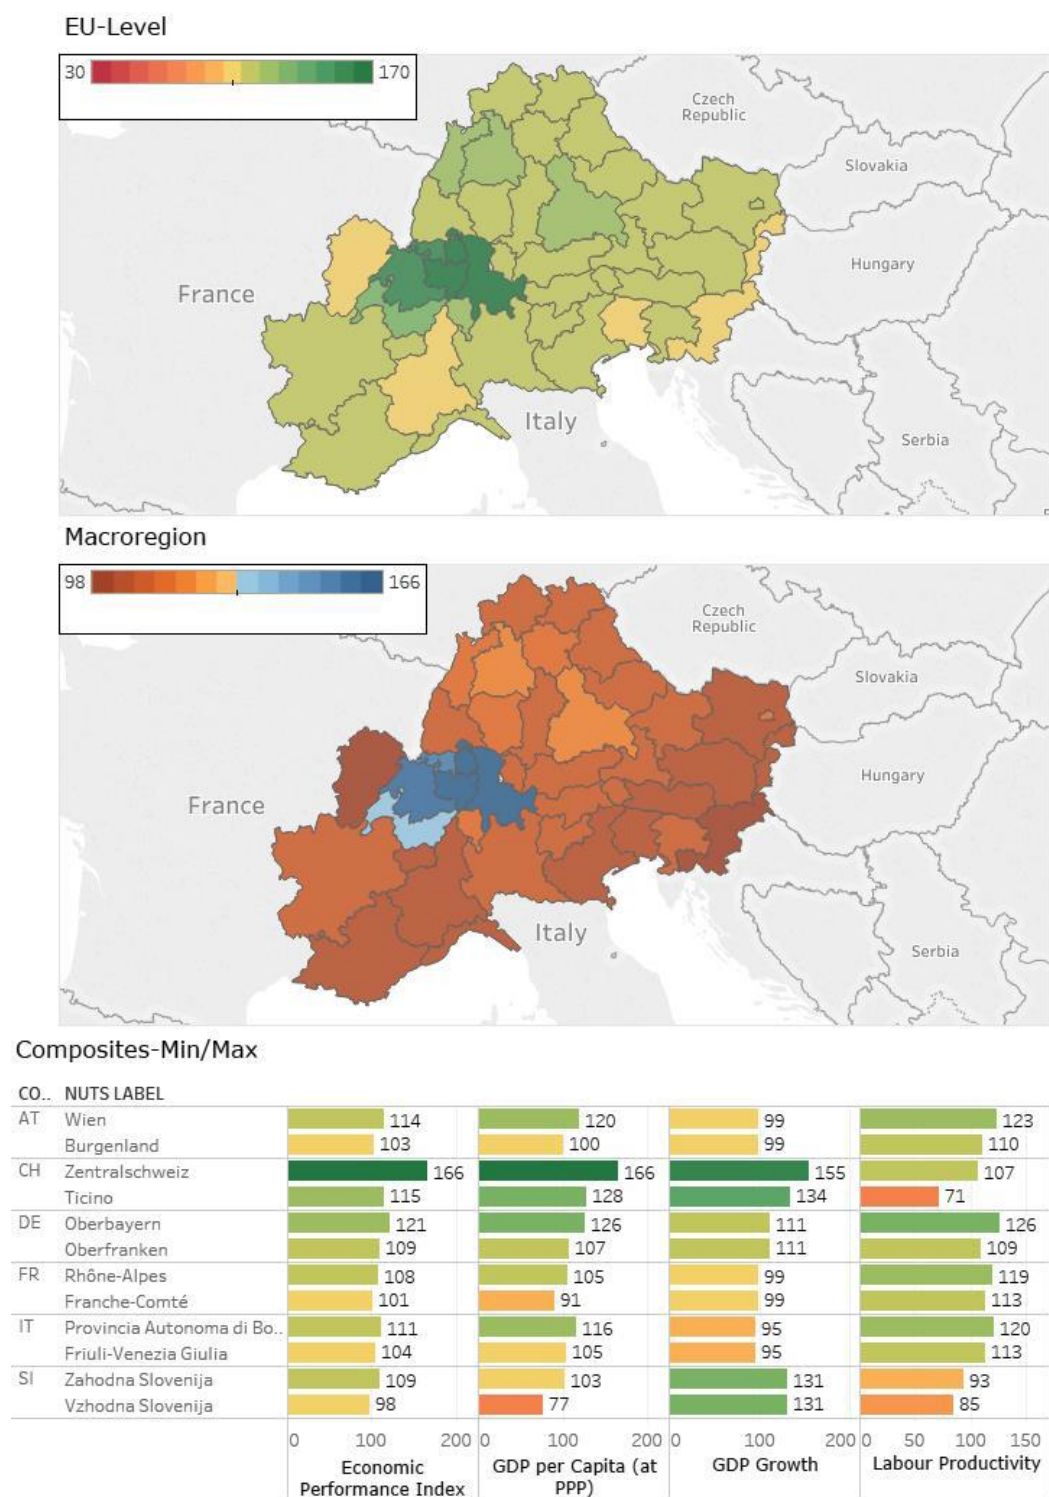 EU-Level
30 170
Czech
Republic
Slovakia
Hungary
France
Italy
Serbia
Macroregion
98 166
Czech
Republic
Slovakia
Hungary
France
Italy
Serbia
Composites-Min/Max
CO.. NUTS LABEL
AT Wien 114 120 99 123
Burgenland 103 100 99 110
CH Zentralschweiz 166 166 155 107
Ticino 115 128 134 71
DE Oberbayern 121 126 111 126
Oberfranken 109 107 111 109
FR Rhône-Alpes 108 105 99 119
Franche-Comté 101 91 99 113
IT Provincia Autonoma di Bo.. 111 116 95 120
Friuli-Venezia Giulia 104 105 95 113
SI Zahodna Slovenija 109 103 131 93
Vzhodna Slovenija 98 77 131 85
0 100 200 0 100 200 0 100 200 0 50 100 150
Economic GDP per Capita (at GDP Growth Labour Productivity
Performance Index PPP)